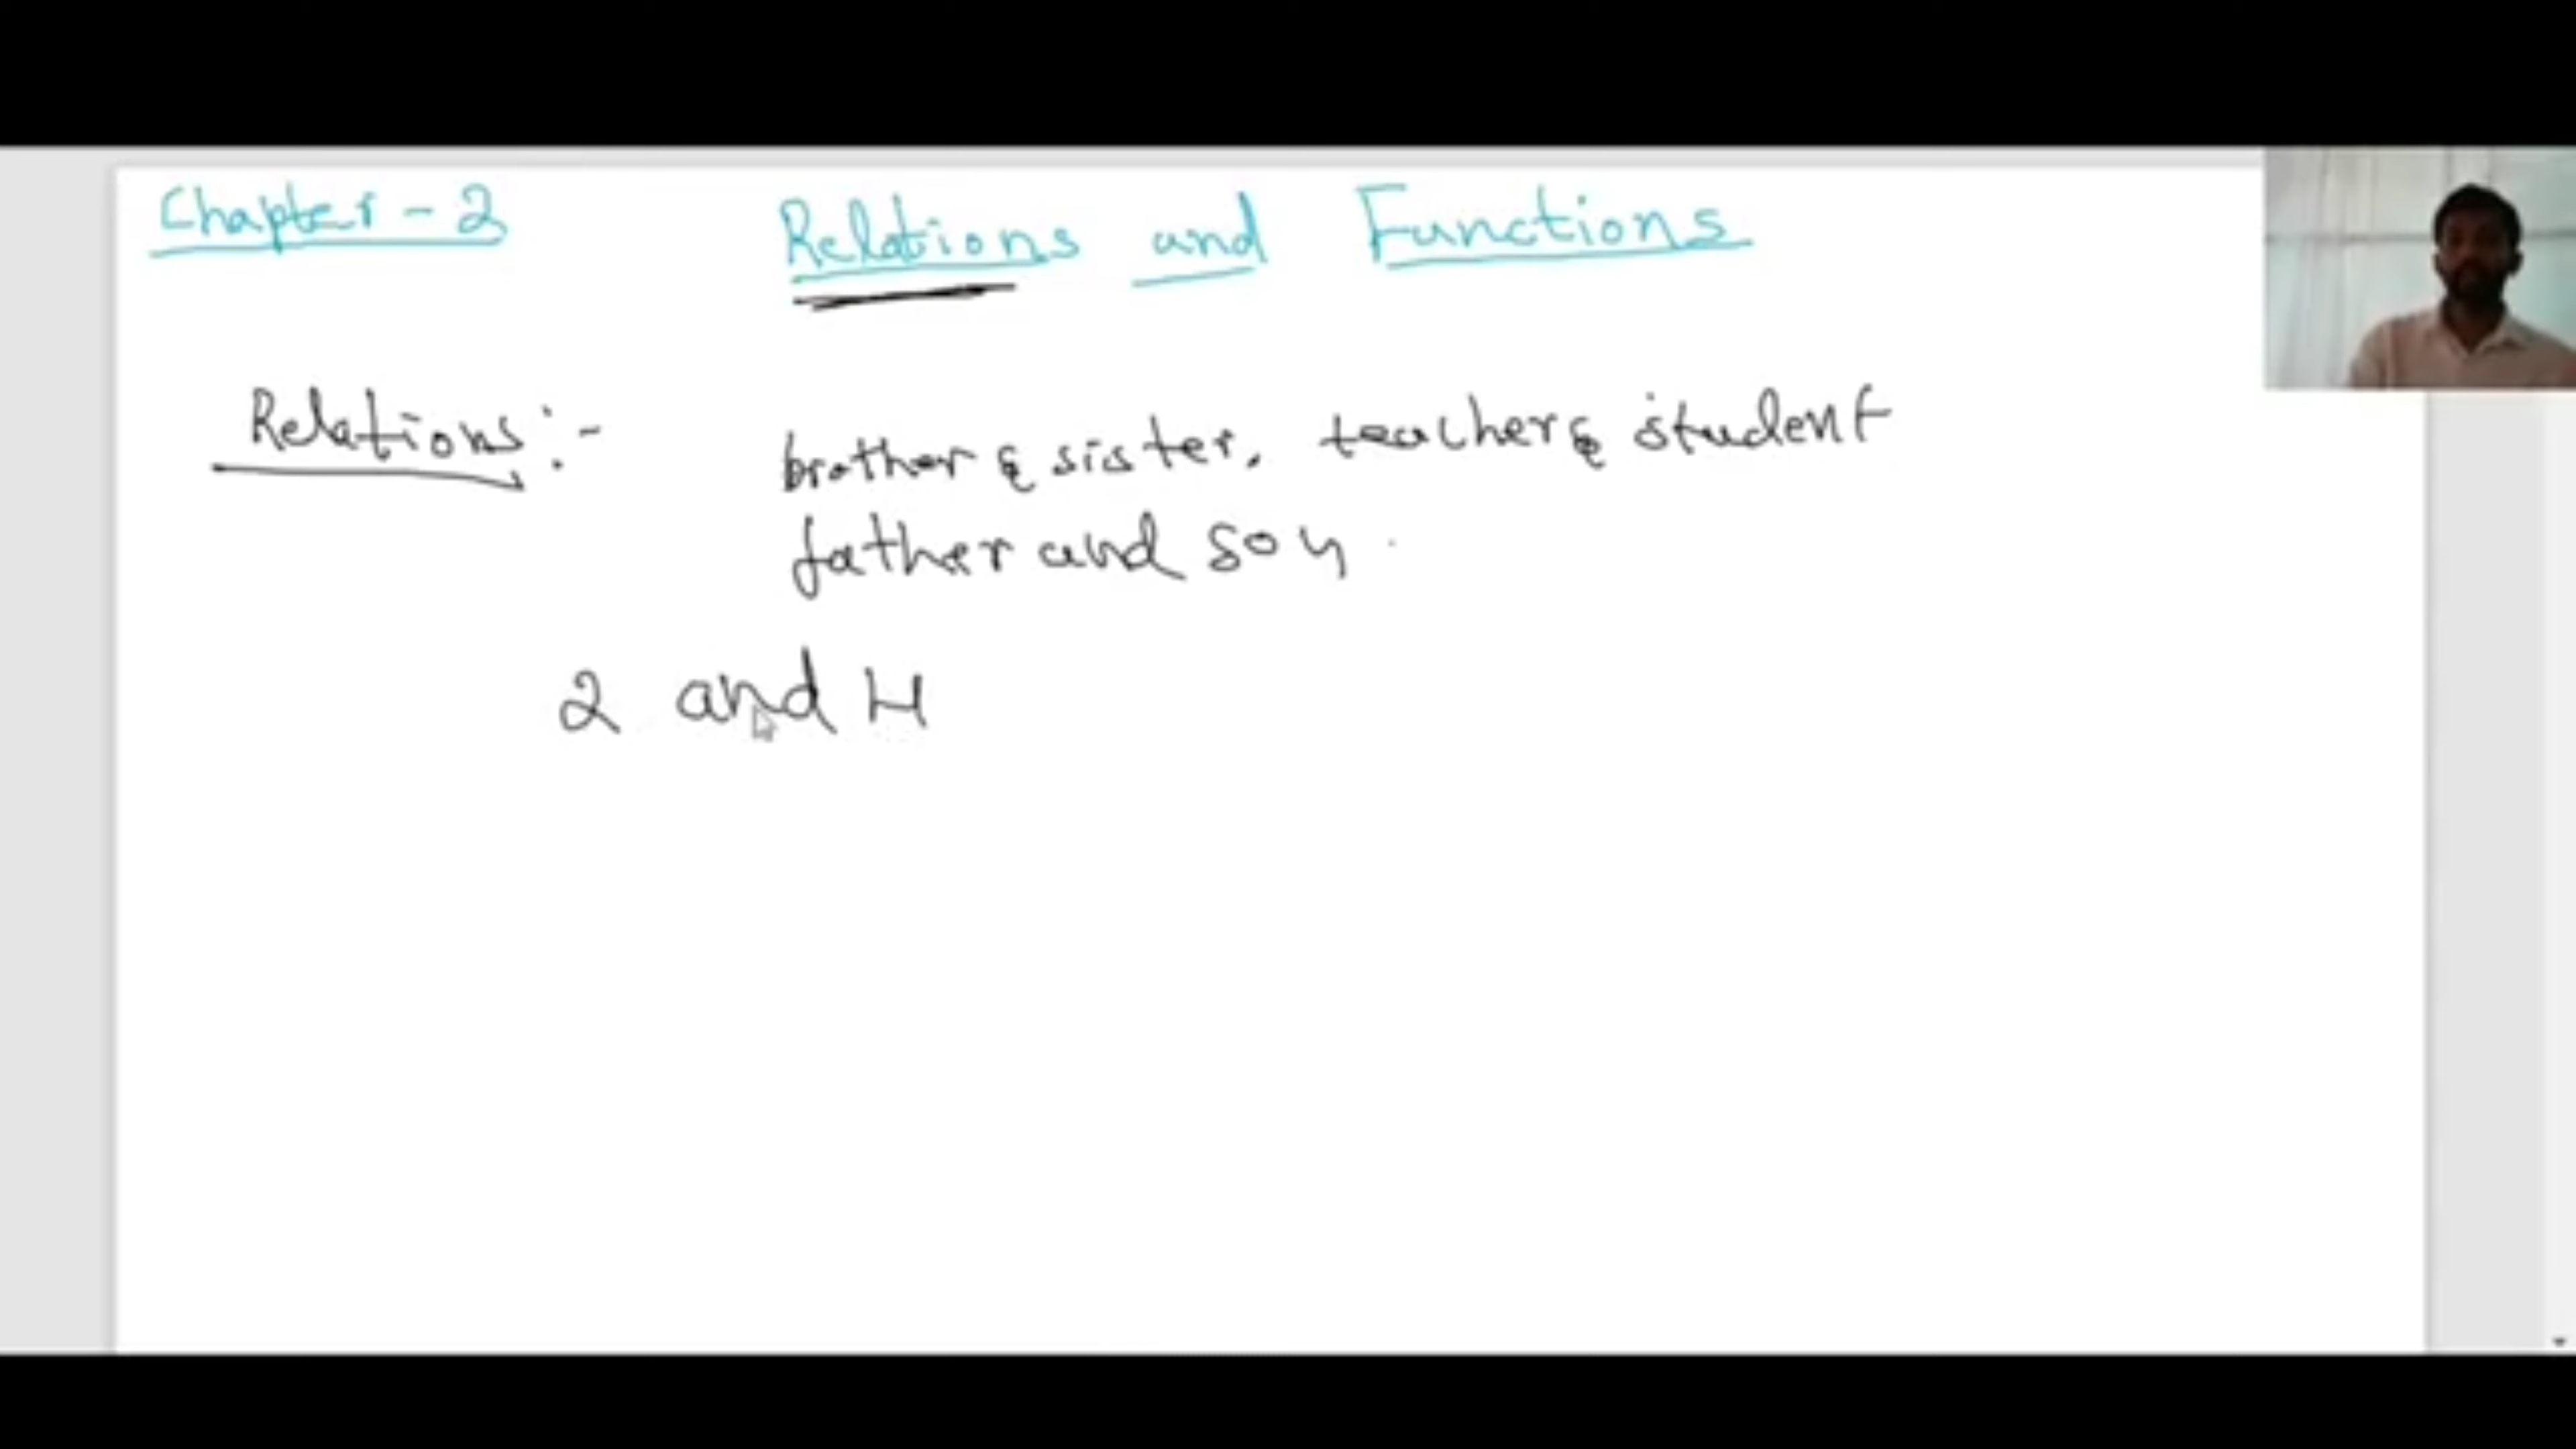 Chapter - 2 Relations and Functions
Relations :- brother & sister, teacher & student
father and son.
2 and 4